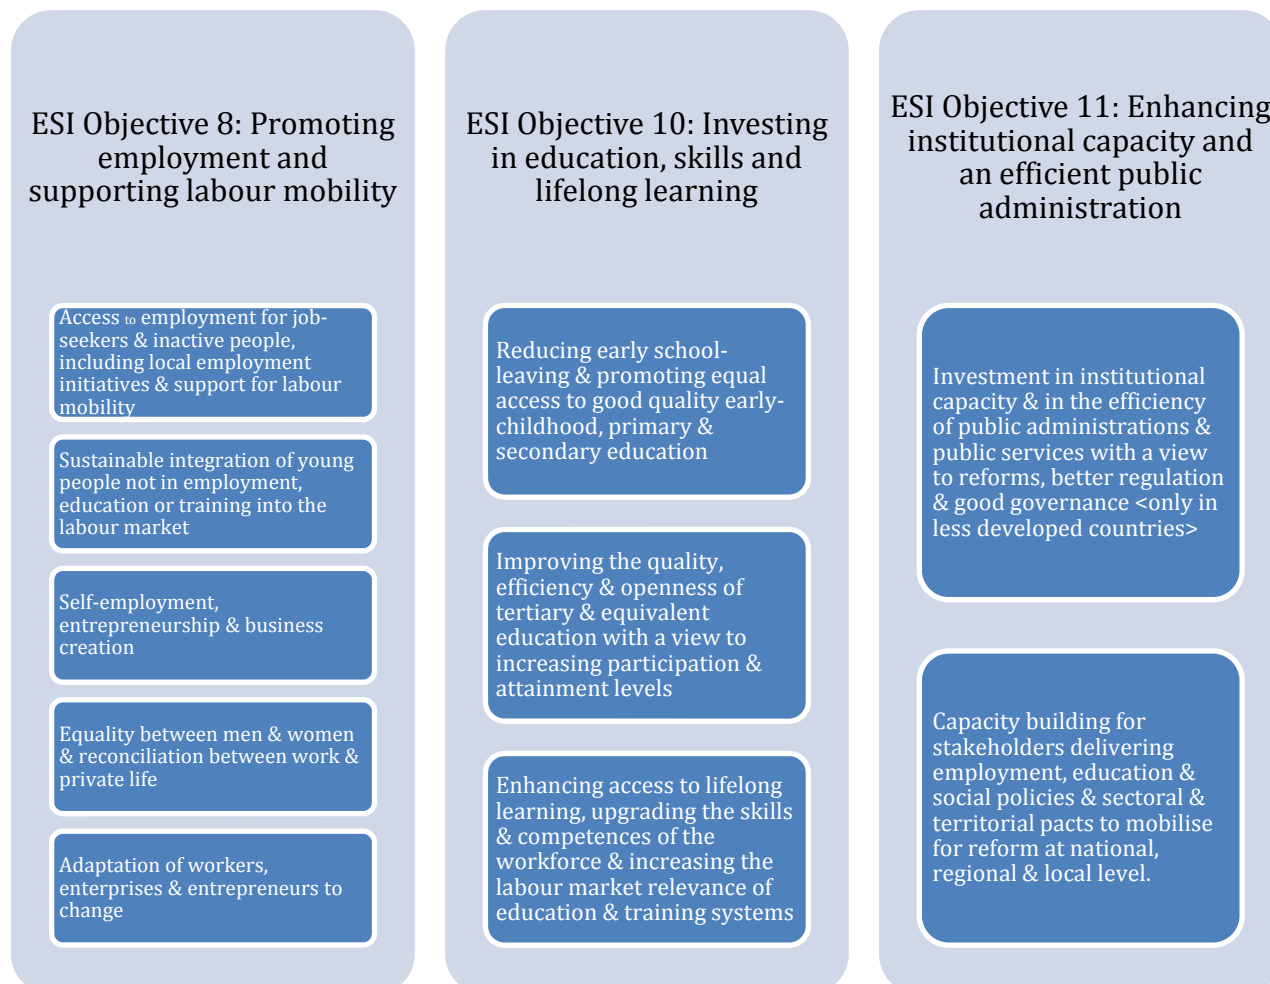 ESI Objective 8: Promoting
employment and
supporting labour mobility
Access to employment for job-
seekers & inactive people,
including local employment
initiatives & support for labour
mobility
Sustainable integration of young
people not in employment,
education or training into the
labour market
Self-employment,
entrepreneurship & business
creation
Equality between men & women
& reconciliation between work &
private life
Adaptation of workers,
enterprises & entrepreneurs to
change
ESI Objective 10: Investing
in education, skills and
lifelong learning
Reducing early school-
leaving & promoting equal
access to good quality early-
childhood, primary &
secondary education
Improving the quality,
efficiency & openness of
tertiary & equivalent
education with a view to
increasing participation &
attainment levels
Enhancing access to lifelong
learning, upgrading the skills
& competences of the
workforce & increasing the
labour market relevance of
education & training systems
ESI Objective 11: Enhancing
institutional capacity and
an efficient public
administration
Investment in institutional
capacity & in the efficiency
of public administrations &
public services with a view
to reforms, better regulation
& good governance <only in
less developed countries>
Capacity building for
stakeholders delivering
employment, education &
social policies & sectoral &
territorial pacts to mobilise
for reform at national,
regional & local level.